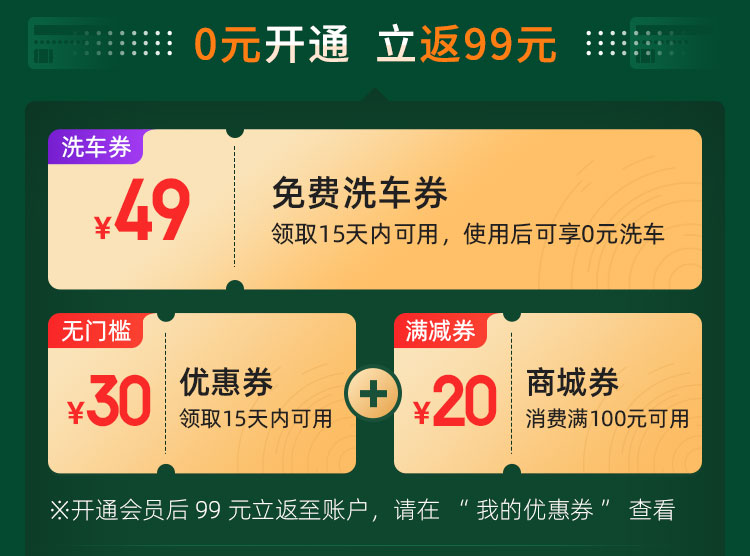 0元开通 立返99元
洗车券
¥49
免费洗车券
领取15天内可用，使用后可享0元洗车
无门槛
¥30
优惠券
领取15天内可用
满减券
¥20
商城券
消费满100元可用
※开通会员后 99 元立返至账户，请在 “ 我的优惠券 ” 查看